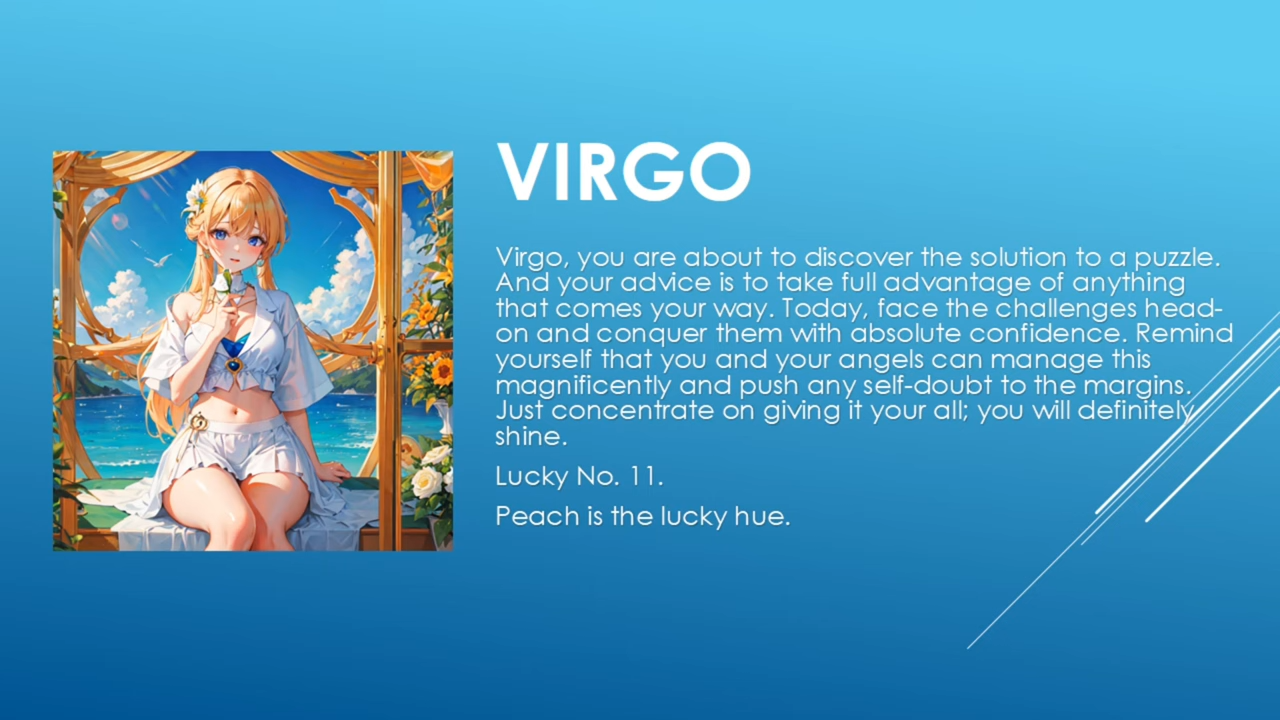 VIRGO
Virgo, you are about to discover the solution to a puzzle.
And your advice is to take full advantage of anything
that comes your way. Today, face the challenges head-
on and conquer them with absolute confidence. Remind
yourself that you and your angels can manage this
magnificently and push any self-doubt to the margins.
Just concentrate on giving it your all; you will definitely
shine.
Lucky No. 11.
Peach is the lucky hue.